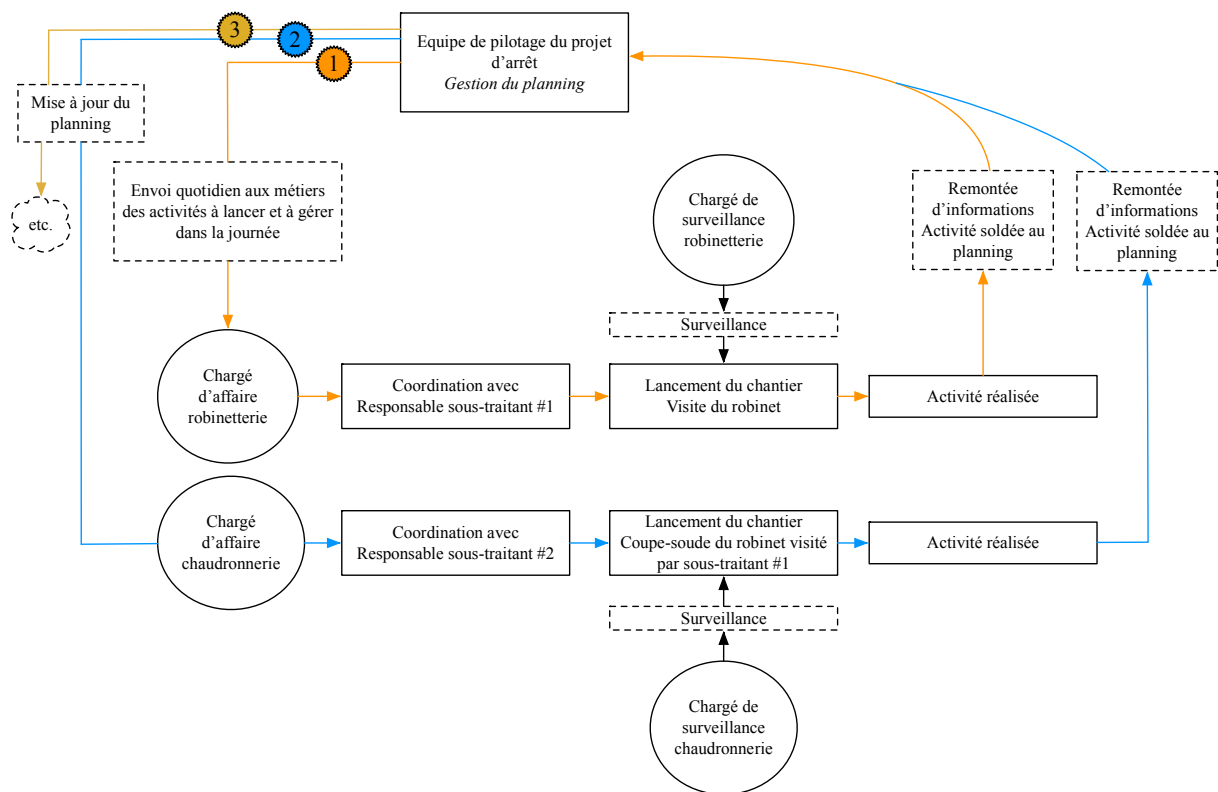 3
2
1
Equipe de pilotage du projet
d'arrêt
Gestion du planning
Mise à jour du
planning
etc.
Envoi quotidien aux métiers
des activités à lancer et à gérer
dans la journée
Chargé de
surveillance
robinetterie
Remontée
d'informations
Activité soldée au
planning
Remontée
d'informations
Activité soldée au
planning
Surveillance
Chargé
d'affaire
robinetterie
Coordination avec
Responsable sous-traitant #1
Lancement du chantier
Visite du robinet
Activité réalisée
Chargé
d'affaire
chaudronnerie
Coordination avec
Responsable sous-traitant #2
Lancement du chantier
Coupe-soude du robinet visité
par sous-traitant #1
Activité réalisée
Surveillance
Chargé de
surveillance
chaudronnerie